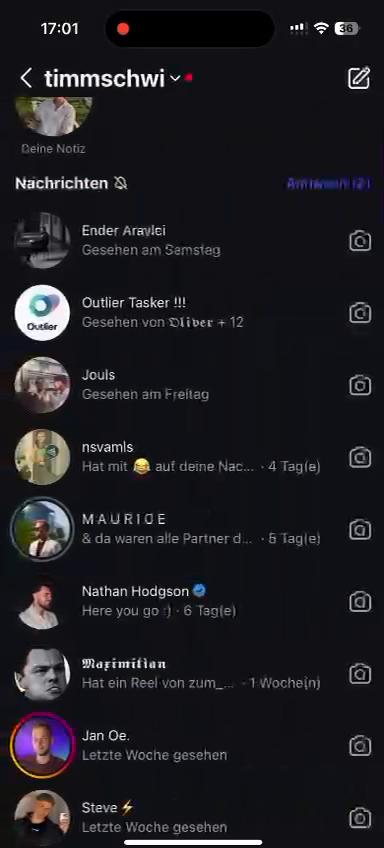 17:01
36
timmschwi
Deine Notiz
Nachrichten
Anfragen (2)
Ender Araylci
Gesehen am Samstag
Outlier Tasker !!!
Outlier
Gesehen von 𝕺𝖑𝖎𝖛𝖊𝖗 + 12
Jouls
Gesehen am Freitag
nsvamls
Hat mit 😂 auf deine Nac... · 4 Tag(e)
M A U R I C E
& da waren alle Partner d... · 5 Tag(e)
Nathan Hodgson
Here you go :) · 6 Tag(e)
𝕸𝖆𝖝𝖎𝖒𝖎𝖑𝖎𝖆𝖓
Hat ein Reel von zum_... · 1 Woche(n)
Jan Oe.
Letzte Woche gesehen
Steve⚡
Letzte Woche gesehen